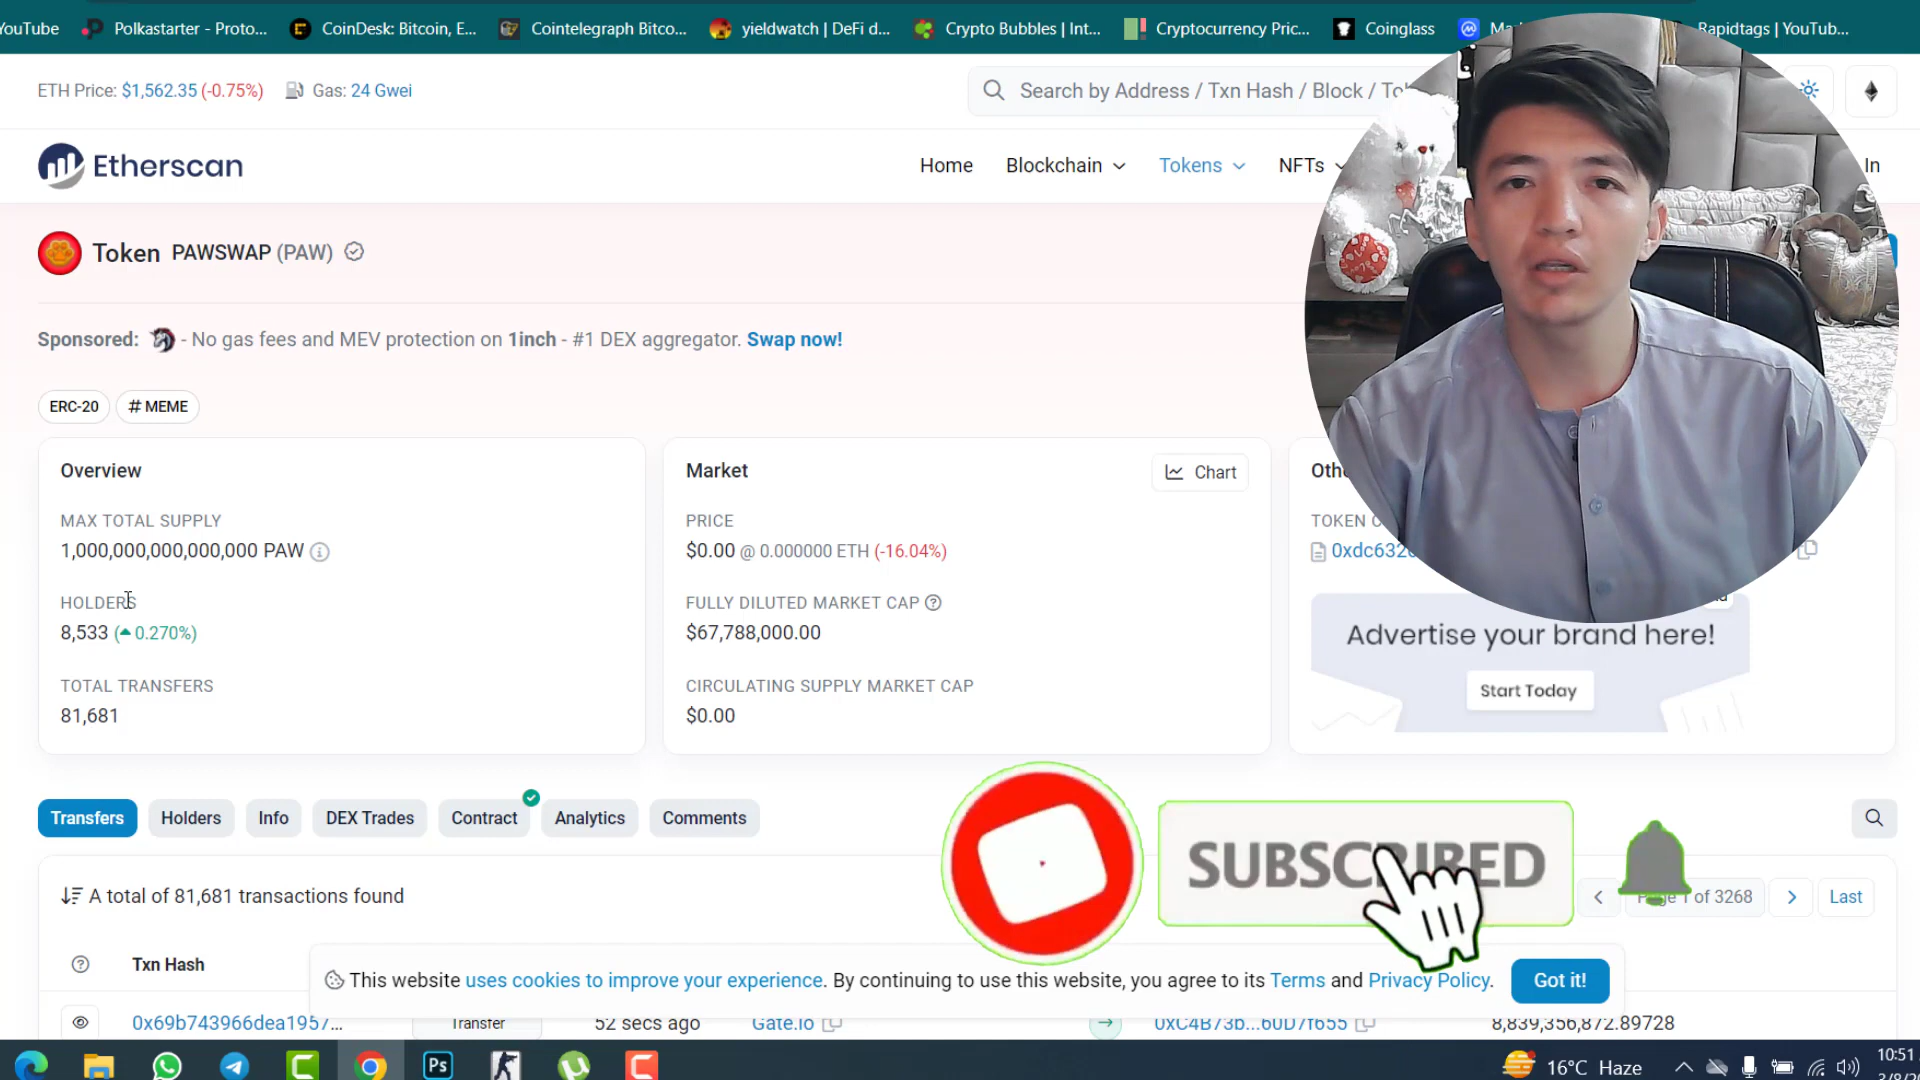 YouTube Polkastarter - Proto... CoinDesk: Bitcoin, E... Cointelegraph Bitco... yieldwatch | DeFi d... Crypto Bubbles | Int... Cryptocurrency Pric... Coinglass Rapidtags | YouTub...
ETH Price: $1,562.35 (-0.75%) Gas: 24 Gwei
Search by Address / Txn Hash / Block /
Etherscan
Home Blockchain Tokens NFTs In
Token PAWSWAP (PAW)
Sponsored: - No gas fees and MEV protection on 1inch - #1 DEX aggregator. Swap now!
ERC-20 # MEME
Overview
MAX TOTAL SUPPLY
1,000,000,000,000,000 PAW
HOLDERS
8,533 (0.270%)
TOTAL TRANSFERS
81,681
Market
Chart
PRICE
$0.00 @ 0.000000 ETH (-16.04%)
FULLY DILUTED MARKET CAP
$67,788,000.00
CIRCULATING SUPPLY MARKET CAP
$0.00
TOKEN
0xdc632
Advertise your brand here!
Start Today
Transfers Holders Info DEX Trades Contract Analytics Comments
SUBSCRIBED
A total of 81,681 transactions found
Page 1 of 3268 Last
Txn Hash
This website uses cookies to improve your experience. By continuing to use this website, you agree to its Terms and Privacy Policy.
Got it!
0x69b743966dea1957... Transfer 52 secs ago Gate.io 0xC4B73b...60D7f655 8,839,356,872.89728
Ps
16°C Haze
10:51